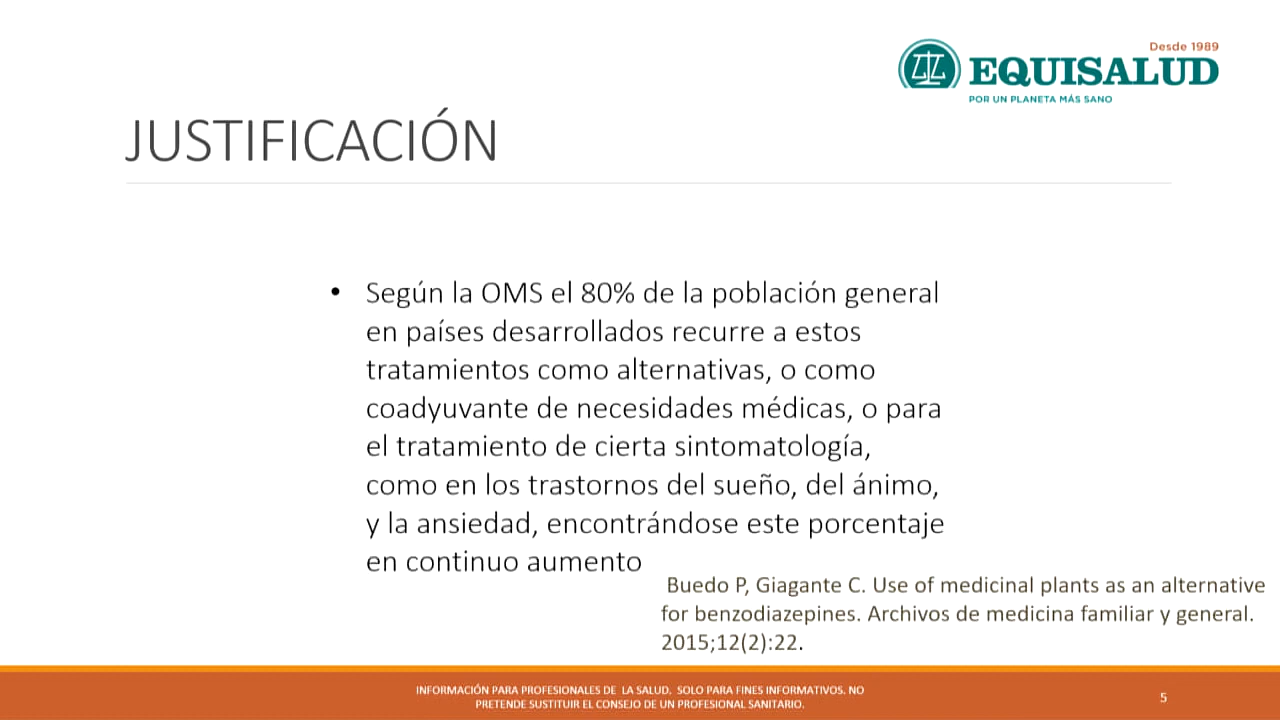 Desde 1989
EQUISALUD
POR UN PLANETA MÁS SANO
JUSTIFICACIÓN
• Según la OMS el 80% de la población general
en países desarrollados recurre a estos
tratamientos como alternativas, o como
coadyuvante de necesidades médicas, o para
el tratamiento de cierta sintomatología,
como en los trastornos del sueño, del ánimo,
y la ansiedad, encontrándose este porcentaje
en continuo aumento
Buedo P, Giagante C. Use of medicinal plants as an alternative
for benzodiazepines. Archivos de medicina familiar y general.
2015;12(2):22.
INFORMACIÓN PARA PROFESIONALES DE LA SALUD. SOLO PARA FINES INFORMATIVOS. NO
PRETENDE SUSTITUIR EL CONSEJO DE UN PROFESIONAL SANITARIO.
5